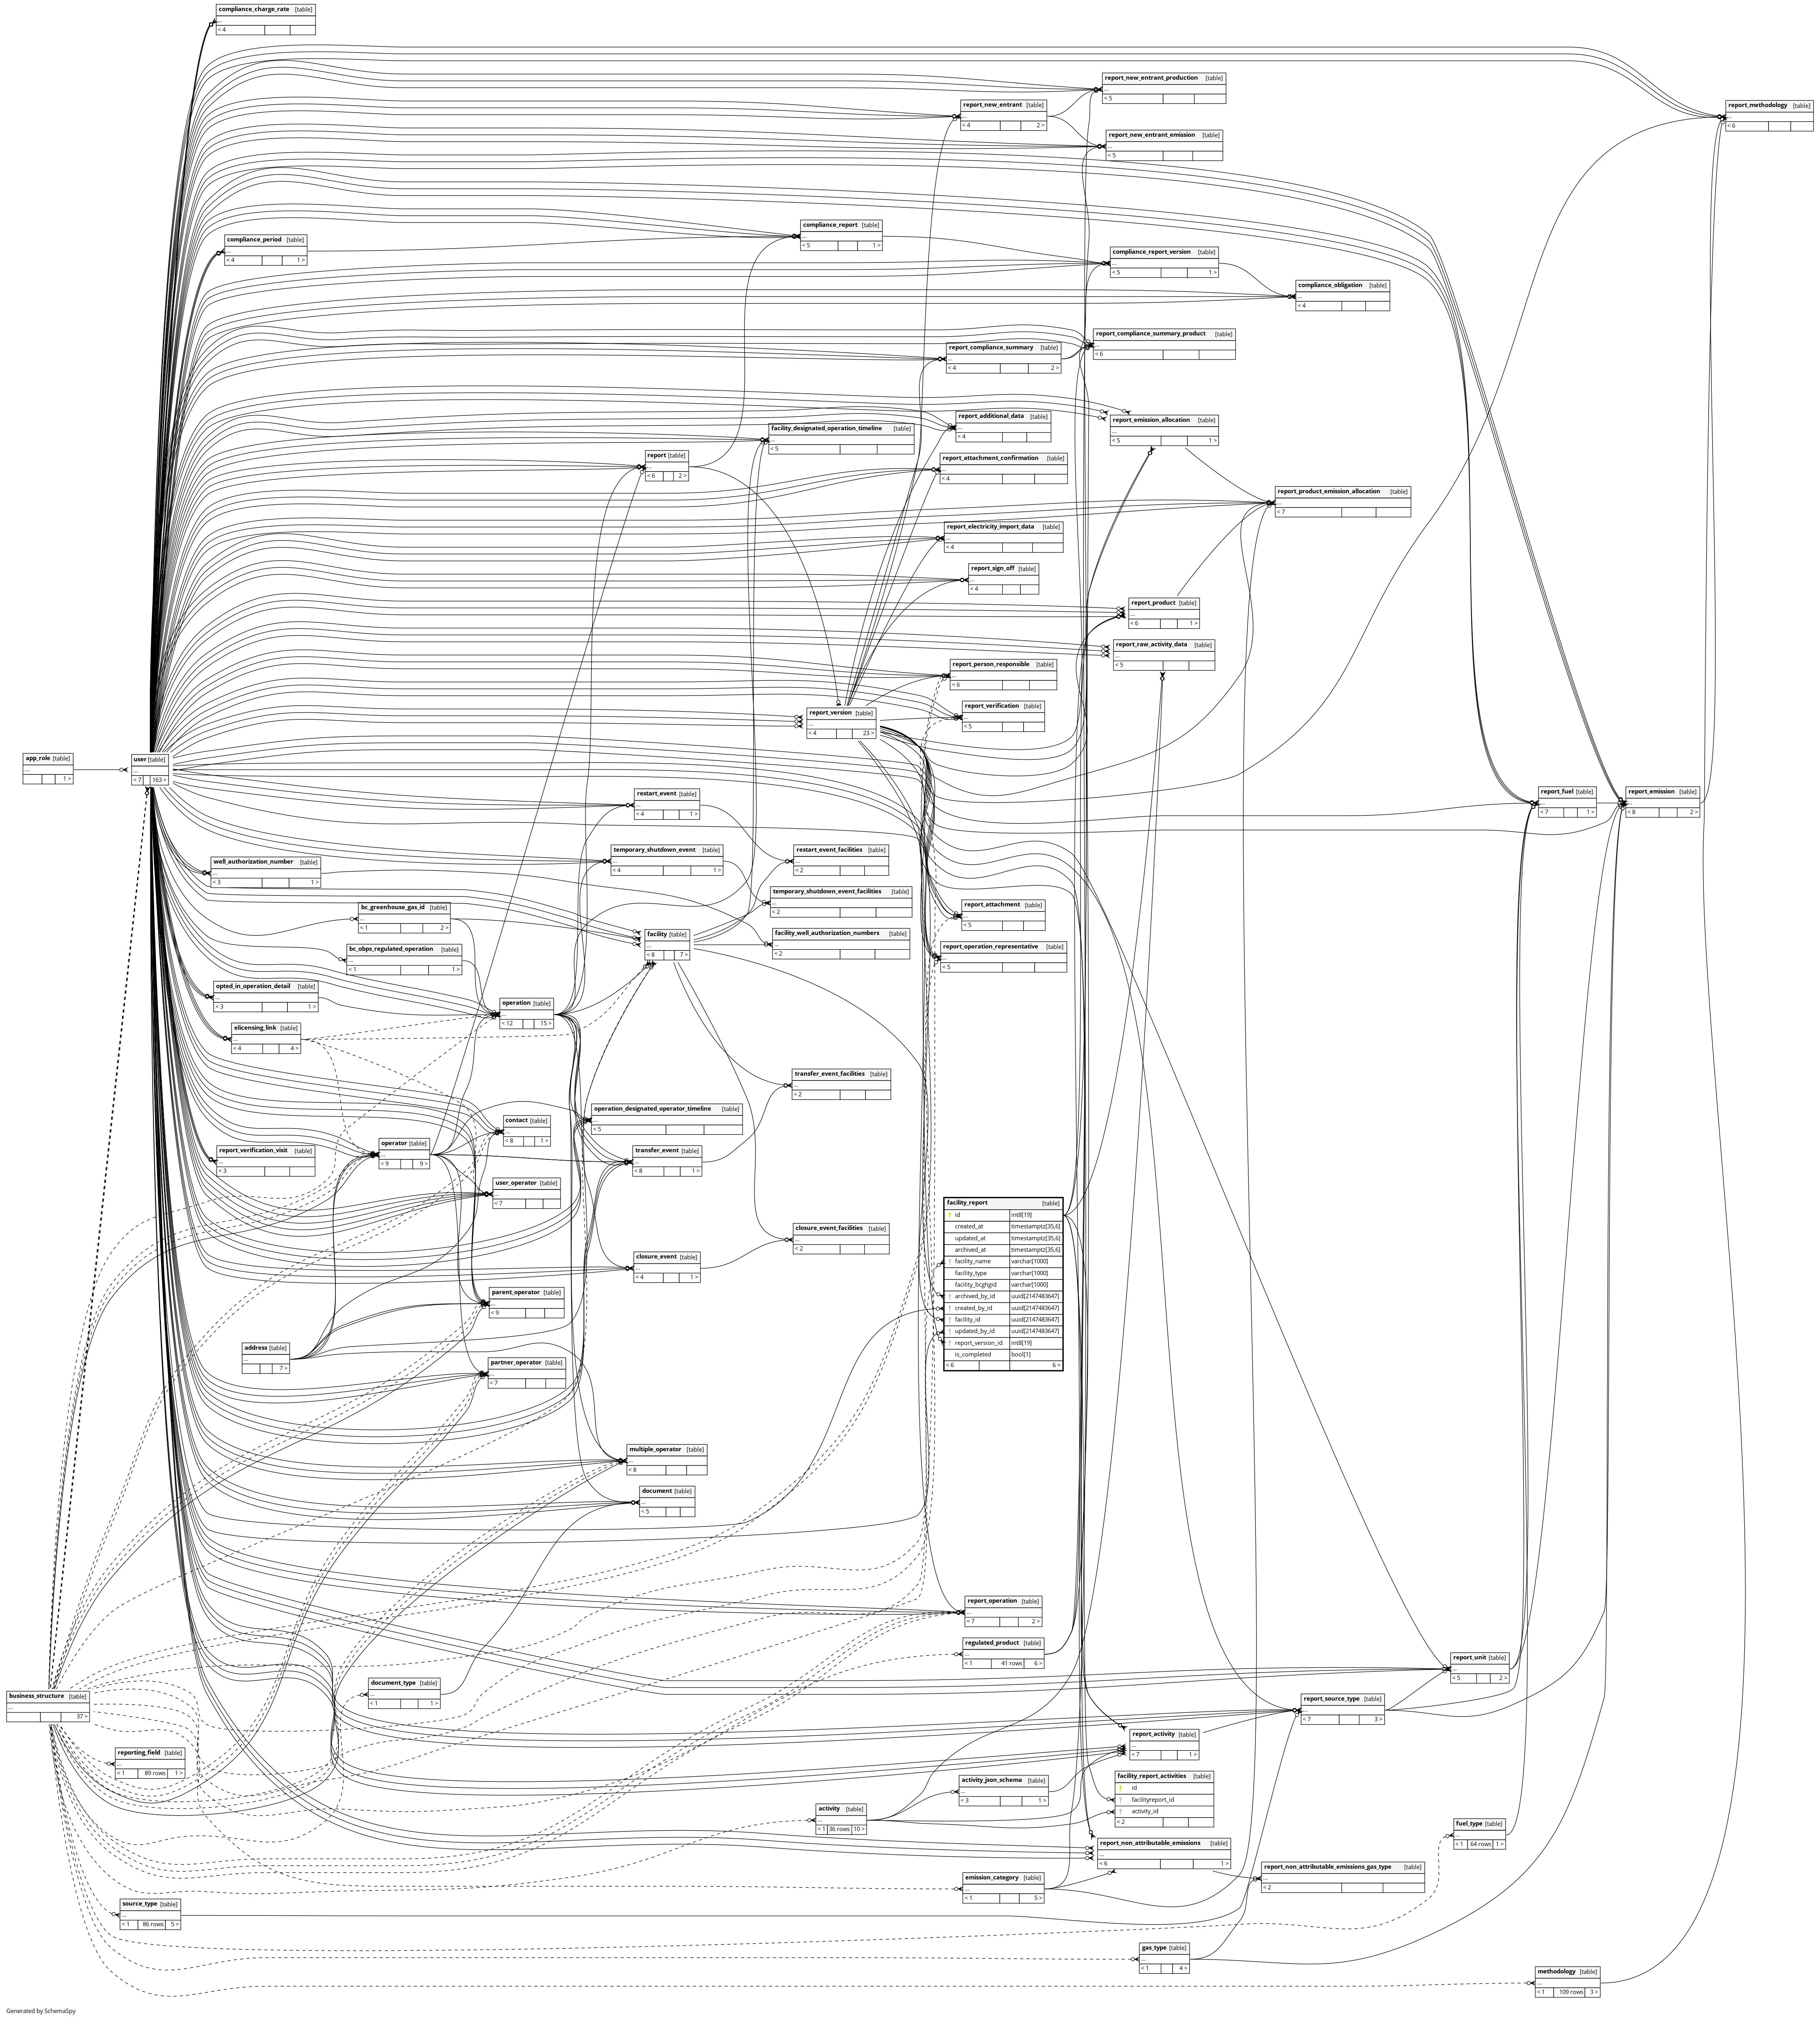 compliance_charge_rate [table]
...
< 4
report_new_entrant_production [table]
...
< 5
report_new_entrant [table]
...
< 4 2 >
report_methodology [table]
...
< 6
report_new_entrant_emission [table]
...
< 5
compliance_report [table]
...
< 5 1 >
compliance_period [table]
...
< 4 1 >
compliance_report_version [table]
...
< 5 1 >
compliance_obligation [table]
...
< 4
report_compliance_summary_product [table]
...
< 6
report_compliance_summary [table]
...
< 4 2 >
report_additional_data [table]
...
< 4
report_emission_allocation [table]
...
< 5 1 >
facility_designated_operation_timeline [table]
...
< 5
report [table]
...
< 6 2 >
report_attachment_confirmation [table]
...
< 4
report_product_emission_allocation [table]
...
< 7
report_electricity_import_data [table]
...
< 4
report_sign_off [table]
...
< 4
report_product [table]
...
< 6 1 >
report_raw_activity_data [table]
...
< 5
report_person_responsible [table]
...
< 6
report_verification [table]
...
< 5
report_version [table]
...
< 4 23 >
app_role [table]
...
1 >
user [table]
...
< 7 163 >
restart_event [table]
...
< 4 1 >
report_fuel [table]
...
< 7 1 >
report_emission [table]
...
< 8 2 >
temporary_shutdown_event [table]
...
< 4 1 >
restart_event_facilities [table]
...
< 2
well_authorization_number [table]
...
< 3 1 >
temporary_shutdown_event_facilities [table]
...
< 2
bc_greenhouse_gas_id [table]
...
< 1 2 >
report_attachment [table]
...
< 5
facility [table]
...
< 8 7 >
facility_well_authorization_numbers [table]
...
< 2
bc_obps_regulated_operation [table]
...
< 1 1 >
report_operation_representative [table]
...
< 5
opted_in_operation_detail [table]
...
< 3 1 >
operation [table]
...
< 12 15 >
elicensing_link [table]
...
< 4 4 >
transfer_event_facilities [table]
...
< 2
operation_designated_operator_timeline [table]
...
< 5
contact [table]
...
< 8 1 >
operator [table]
...
< 9 9 >
report_verification_visit [table]
...
< 3
transfer_event [table]
...
< 8 1 >
user_operator [table]
...
< 7
facility_report [table]
id int8[19]
created_at timestamptz[35,6]
updated_at timestamptz[35,6]
archived_at timestamptz[35,6]
facility_name varchar[1000]
facility_type varchar[1000]
facility_bcghgid varchar[1000]
archived_by_id uuid[2147483647]
created_by_id uuid[2147483647]
facility_id uuid[2147483647]
updated_by_id uuid[2147483647]
report_version_id int8[19]
is_completed bool[1]
< 6 6 >
closure_event_facilities [table]
...
< 2
closure_event [table]
...
< 4 1 >
parent_operator [table]
...
< 9
address [table]
...
7 >
partner_operator [table]
...
< 7
multiple_operator [table]
...
< 8
document [table]
...
< 5
report_operation [table]
...
< 7 2 >
regulated_product [table]
...
< 1 41 rows 6 >
report_unit [table]
...
< 5 2 >
document_type [table]
...
< 1 1 >
business_structure [table]
...
37 >
report_source_type [table]
...
< 7 3 >
report_activity [table]
...
< 7 1 >
reporting_field [table]
...
< 1 89 rows 1 >
facility_report_activities [table]
id
facilityreport_id
activity_id
< 2
activity_json_schema [table]
...
< 3 1 >
activity [table]
...
< 1 36 rows 10 >
fuel_type [table]
...
< 1 64 rows 1 >
report_non_attributable_emissions [table]
...
< 6 1 >
report_non_attributable_emissions_gas_type [table]
...
< 2
emission_category [table]
...
< 1 5 >
source_type [table]
...
< 1 86 rows 5 >
gas_type [table]
...
< 1 4 >
methodology [table]
...
< 1 109 rows 3 >
Generated by SchemaSpy